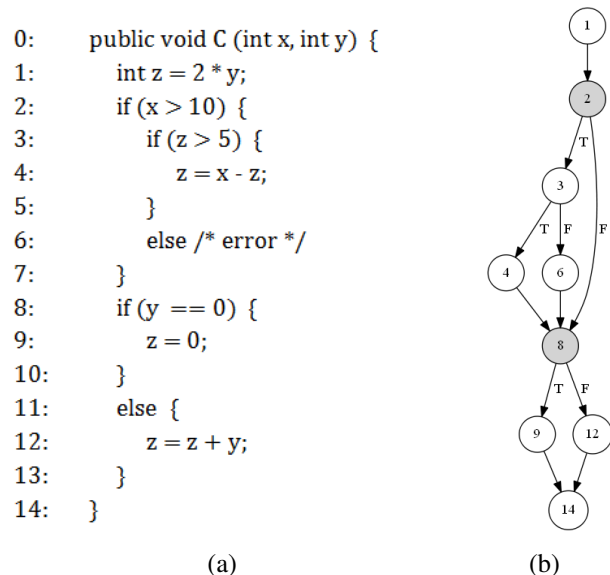 0: public void C (int x, int y) {
1: int z = 2 * y;
2: if (x > 10) {
3: if (z > 5) {
4: z = x - z;
5: }
6: else /* error */
7: }
8: if (y == 0) {
9: z = 0;
10: }
11: else {
12: z = z + y;
13: }
14: }
(a)
1
2
T
F
3
T
F
4
6
8
T
F
9
12
14
(b)